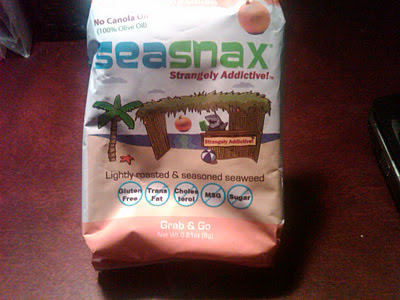 No Canola Oil
(100% Olive Oil)
seasnax
Strangely Addictive!™
Strangely Addictive!
Lightly roasted & seasoned seaweed
Gluten Free
Trans Fat
Choles terol
MSG
Sugar
Grab & Go